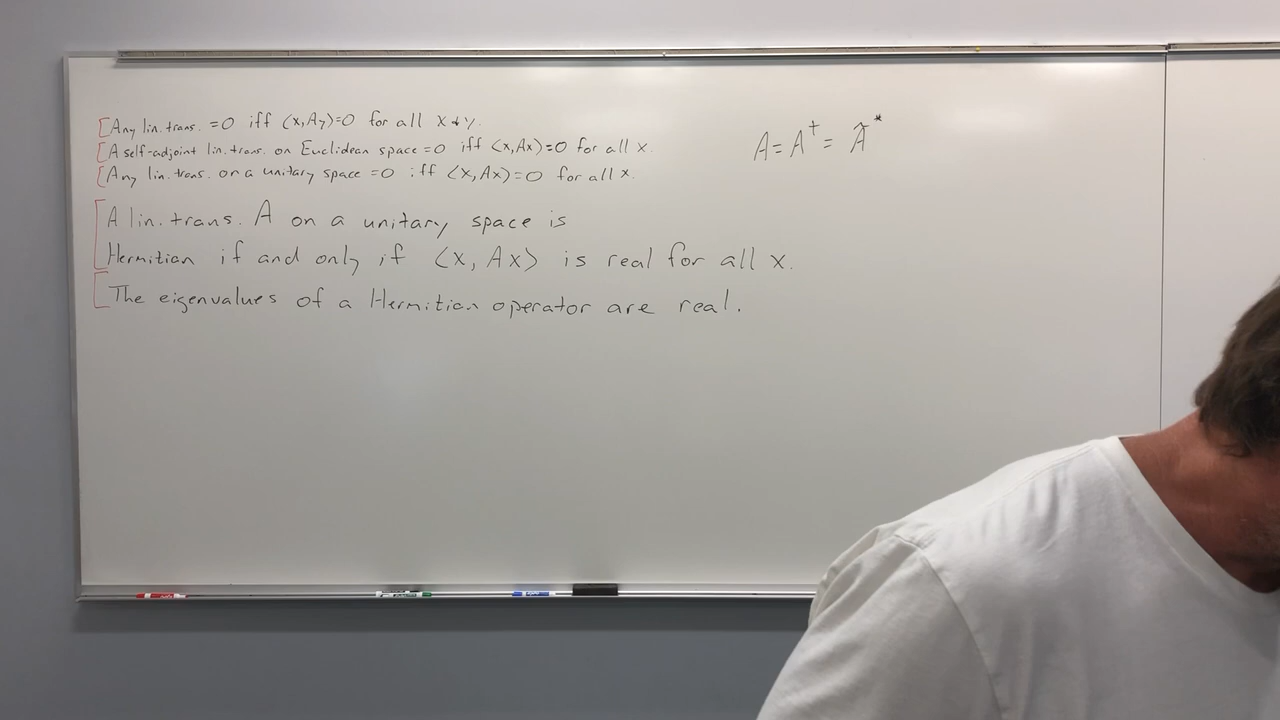 Any lin. trans. =0 iff ⟨x,Ay⟩=0 for all x & y.
A self-adjoint lin. trans. on Euclidean space =0 iff ⟨x,Ax⟩=0 for all x.
Any lin. trans. on a unitary space =0 iff ⟨x,Ax⟩=0 for all x.
A = A† = Ã*
A lin. trans. A on a unitary space is
Hermitian if and only if ⟨x, Ax⟩ is real for all x.
The eigenvalues of a Hermitian operator are real.